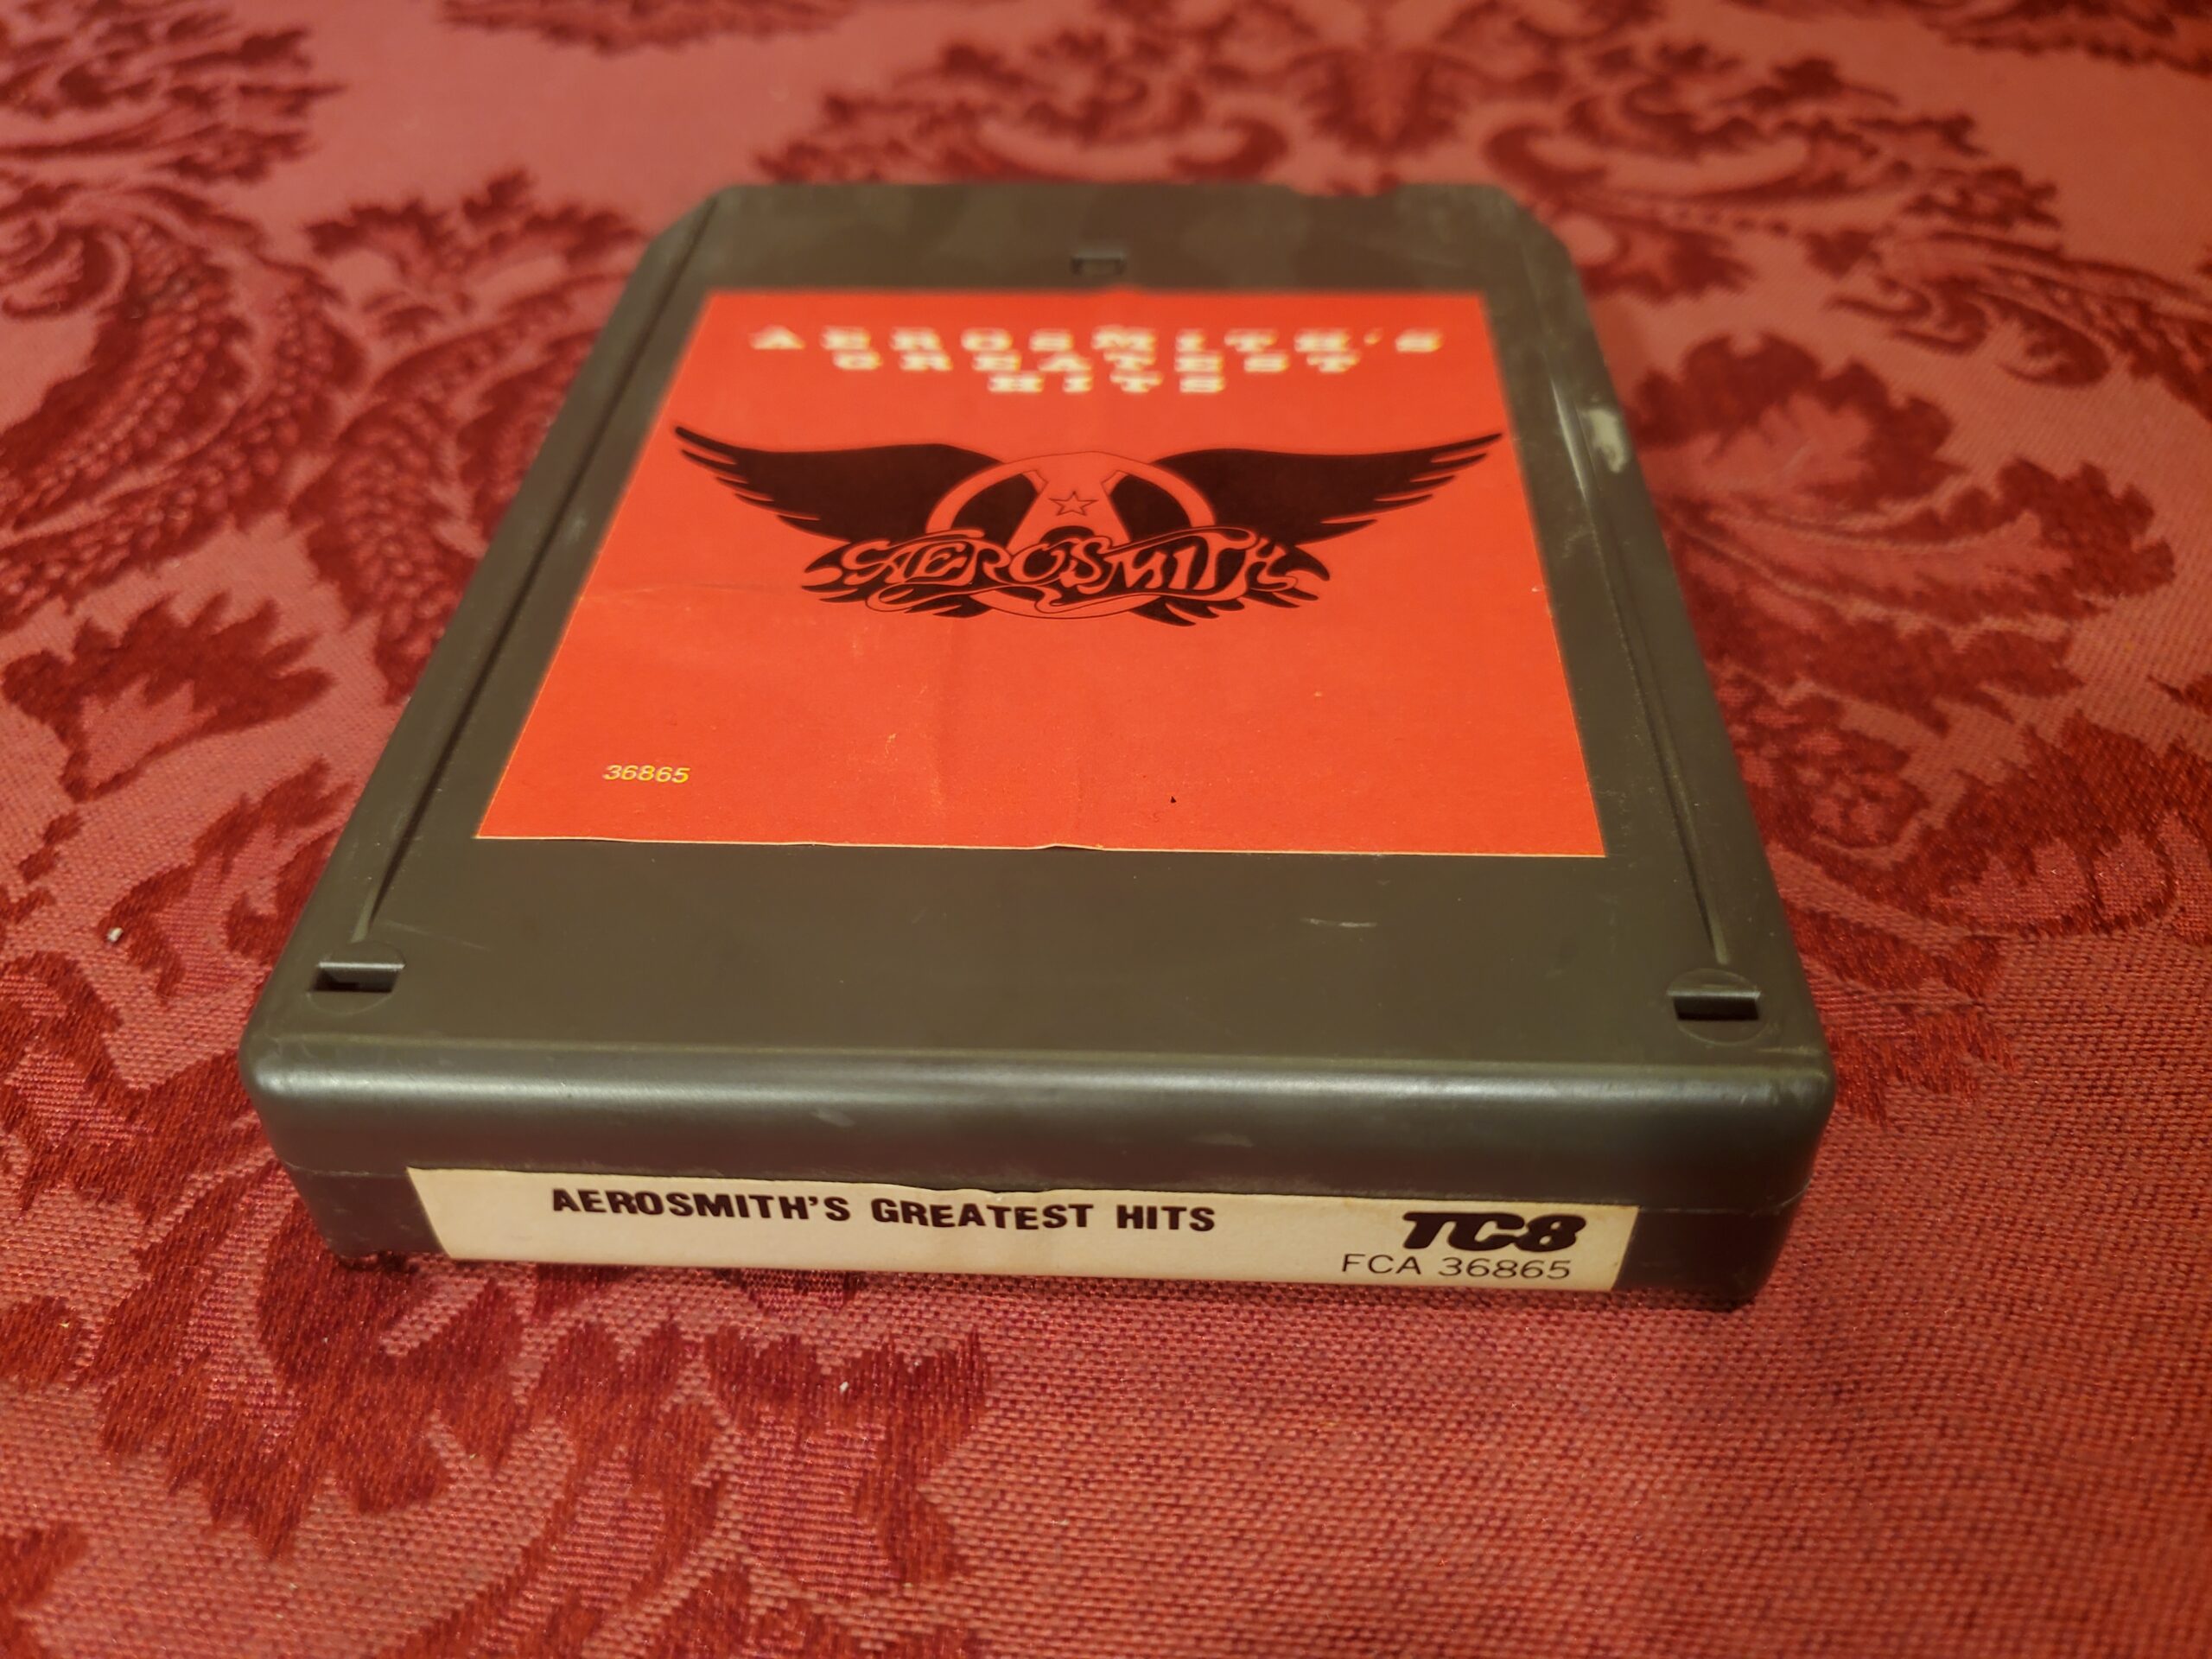 AEROSMITH'S
GREATEST
HITS
AEROSMITH
36865
AEROSMITH'S GREATEST HITS
TC8
FCA 36865